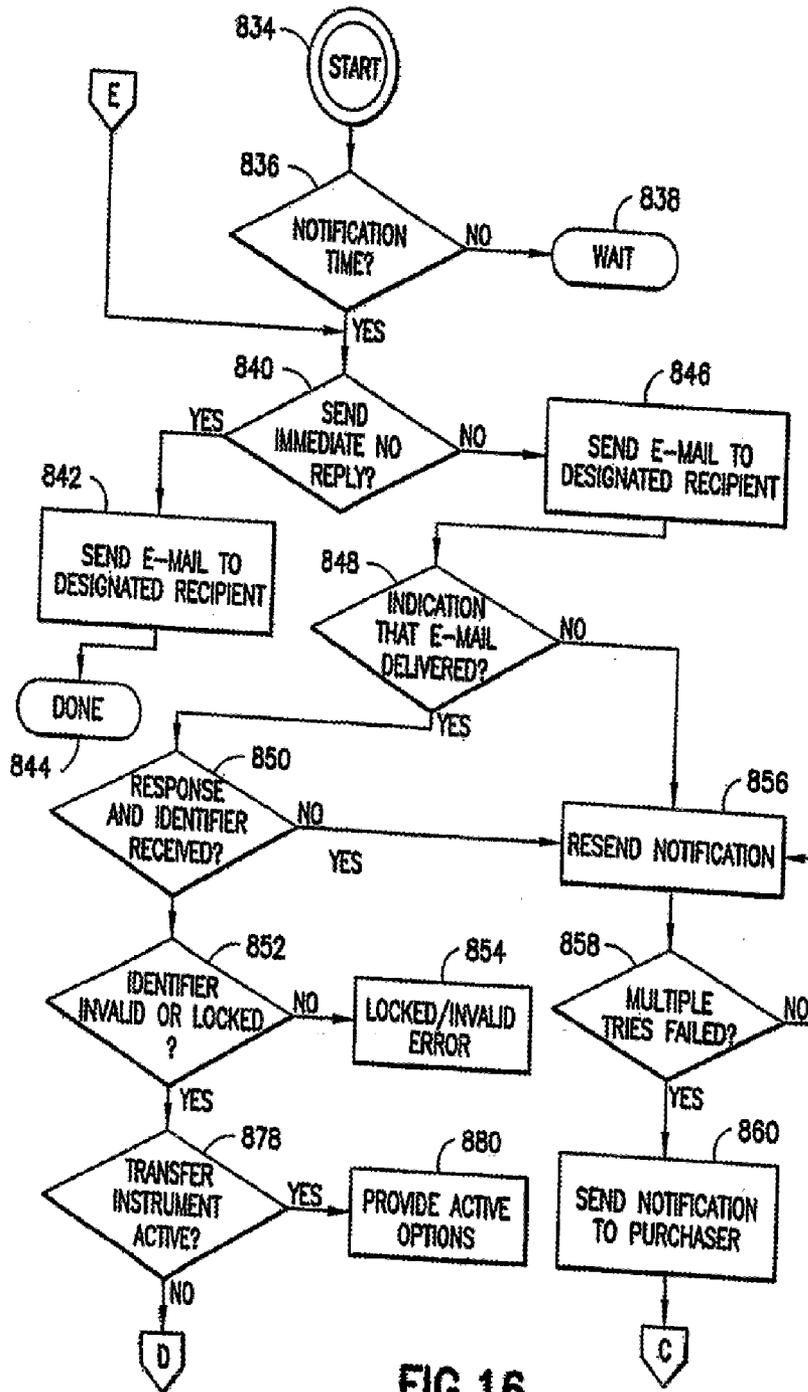 834
START
E
836
NOTIFICATION
TIME?
NO
838
WAIT
YES
840
SEND
IMMEDIATE NO
REPLY?
YES
NO
846
SEND E-MAIL TO
DESIGNATED RECIPIENT
842
SEND E-MAIL TO
DESIGNATED RECIPIENT
848
INDICATION
THAT E-MAIL
DELIVERED?
NO
YES
DONE
844
850
RESPONSE
AND IDENTIFIER
RECEIVED?
NO
YES
856
RESEND NOTIFICATION
852
IDENTIFIER
INVALID OR LOCKED
?
NO
854
LOCKED/INVALID
ERROR
858
MULTIPLE
TRIES FAILED?
NO
YES
YES
878
TRANSFER
INSTRUMENT
ACTIVE?
YES
880
PROVIDE ACTIVE
OPTIONS
860
SEND NOTIFICATION
TO PURCHASER
NO
D
C
FIG.16